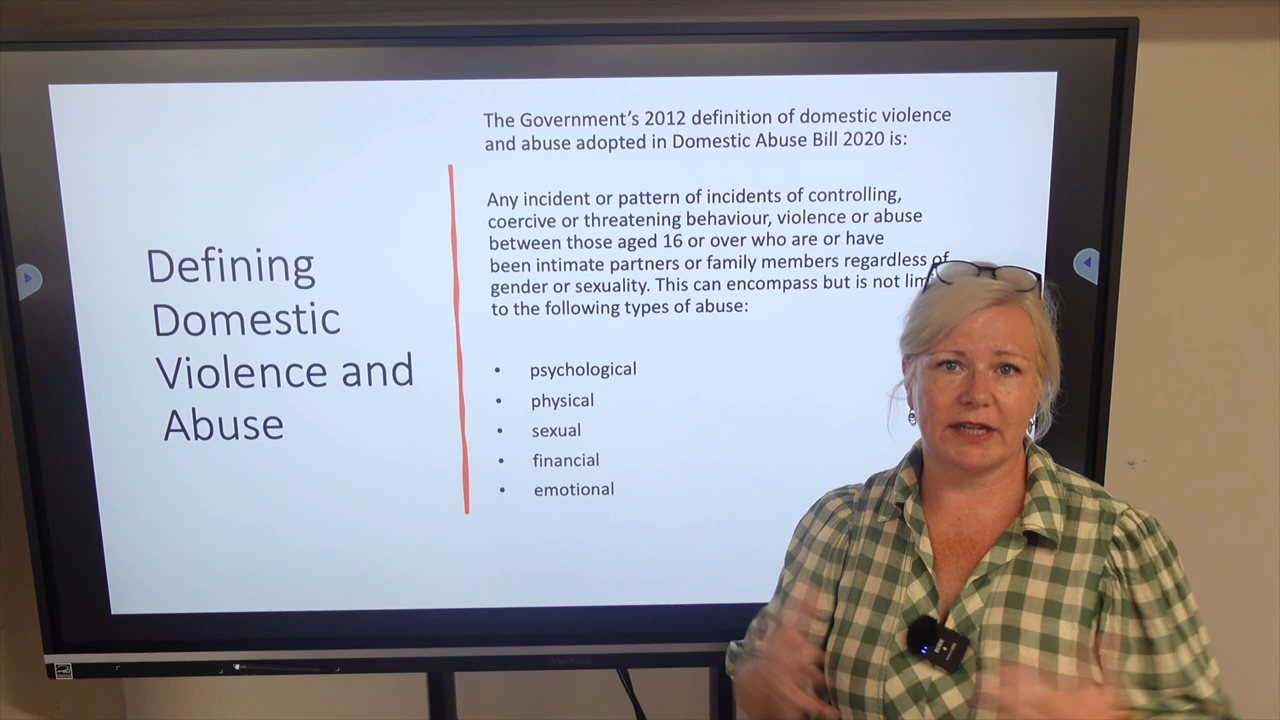 Defining
Domestic
Violence and
Abuse
The Government's 2012 definition of domestic violence
and abuse adopted in Domestic Abuse Bill 2020 is:
Any incident or pattern of incidents of controlling,
coercive or threatening behaviour, violence or abuse
between those aged 16 or over who are or have
been intimate partners or family members regardless of
gender or sexuality. This can encompass but is not
to the following types of abuse:
• psychological
• physical
• sexual
• financial
• emotional